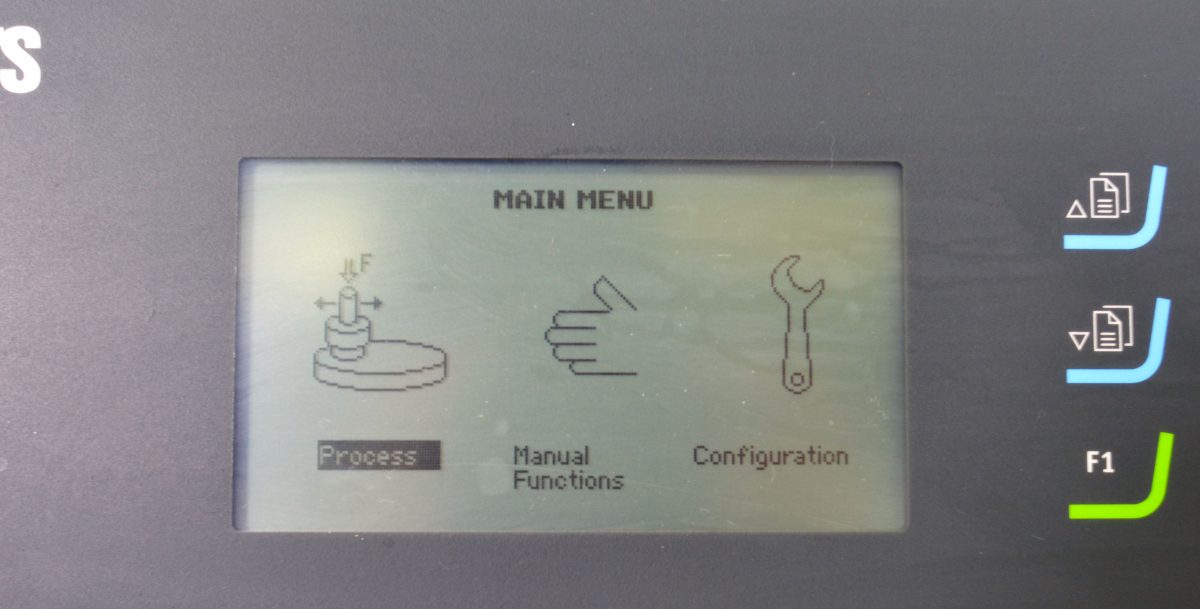 MAIN MENU
F
Process
Manual
Functions
Configuration
F1